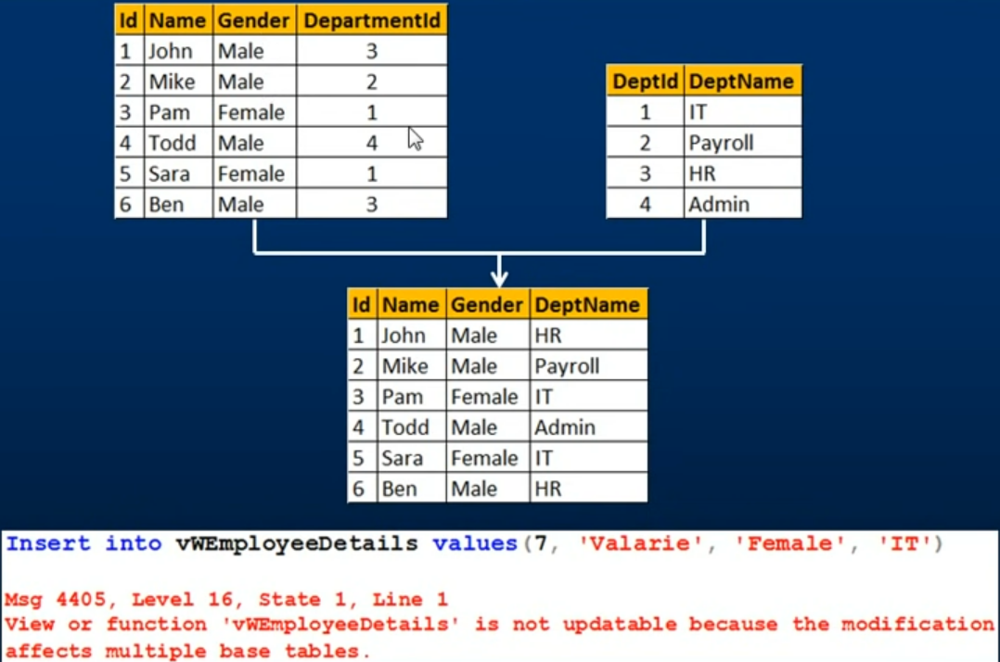 Id Name Gender DepartmentId
1 John Male 3
2 Mike Male 2
3 Pam Female 1
4 Todd Male 4
5 Sara Female 1
6 Ben Male 3
DeptId DeptName
1 IT
2 Payroll
3 HR
4 Admin
Id Name Gender DeptName
1 John Male HR
2 Mike Male Payroll
3 Pam Female IT
4 Todd Male Admin
5 Sara Female IT
6 Ben Male HR
Insert into vWEmployeeDetails values(7, 'Valarie', 'Female', 'IT')
Msg 4405, Level 16, State 1, Line 1
View or function 'vWEmployeeDetails' is not updatable because the modification
affects multiple base tables.